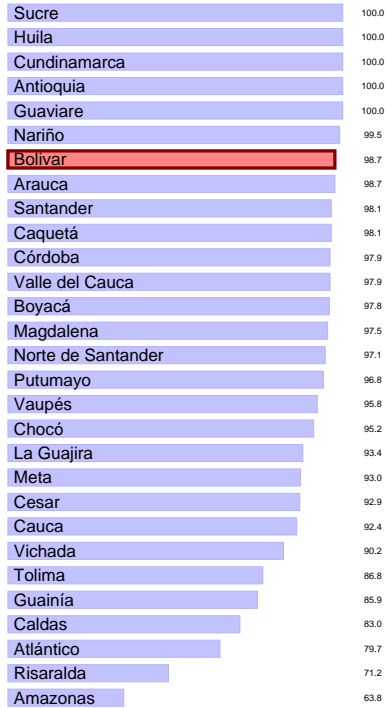 Sucre 100.0
Huila 100.0
Cundinamarca 100.0
Antioquia 100.0
Guaviare 100.0
Nariño 99.5
Bolivar 98.7
Arauca 98.7
Santander 98.1
Caquetá 98.1
Córdoba 97.9
Valle del Cauca 97.9
Boyacá 97.8
Magdalena 97.5
Norte de Santander 97.1
Putumayo 96.8
Vaupés 95.8
Chocó 95.2
La Guajira 93.4
Meta 93.0
Cesar 92.9
Cauca 92.4
Vichada 90.2
Tolima 86.8
Guainía 85.9
Caldas 83.0
Atlántico 79.7
Risaralda 71.2
Amazonas 63.8